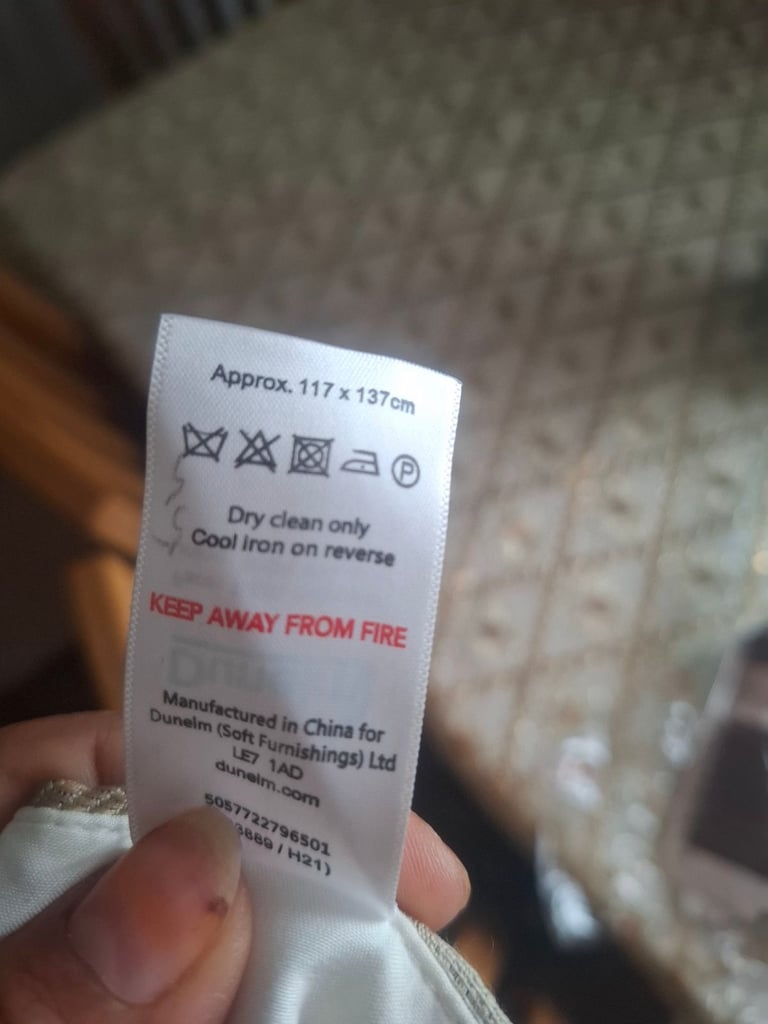 Approx. 117 x 137cm
P
Dry clean only
Cool iron on reverse
KEEP AWAY FROM FIRE
Manufactured in China for
Dunelm (Soft Furnishings) Ltd
LE7 1AD
dunelm.com
5057722796501
/ H21)